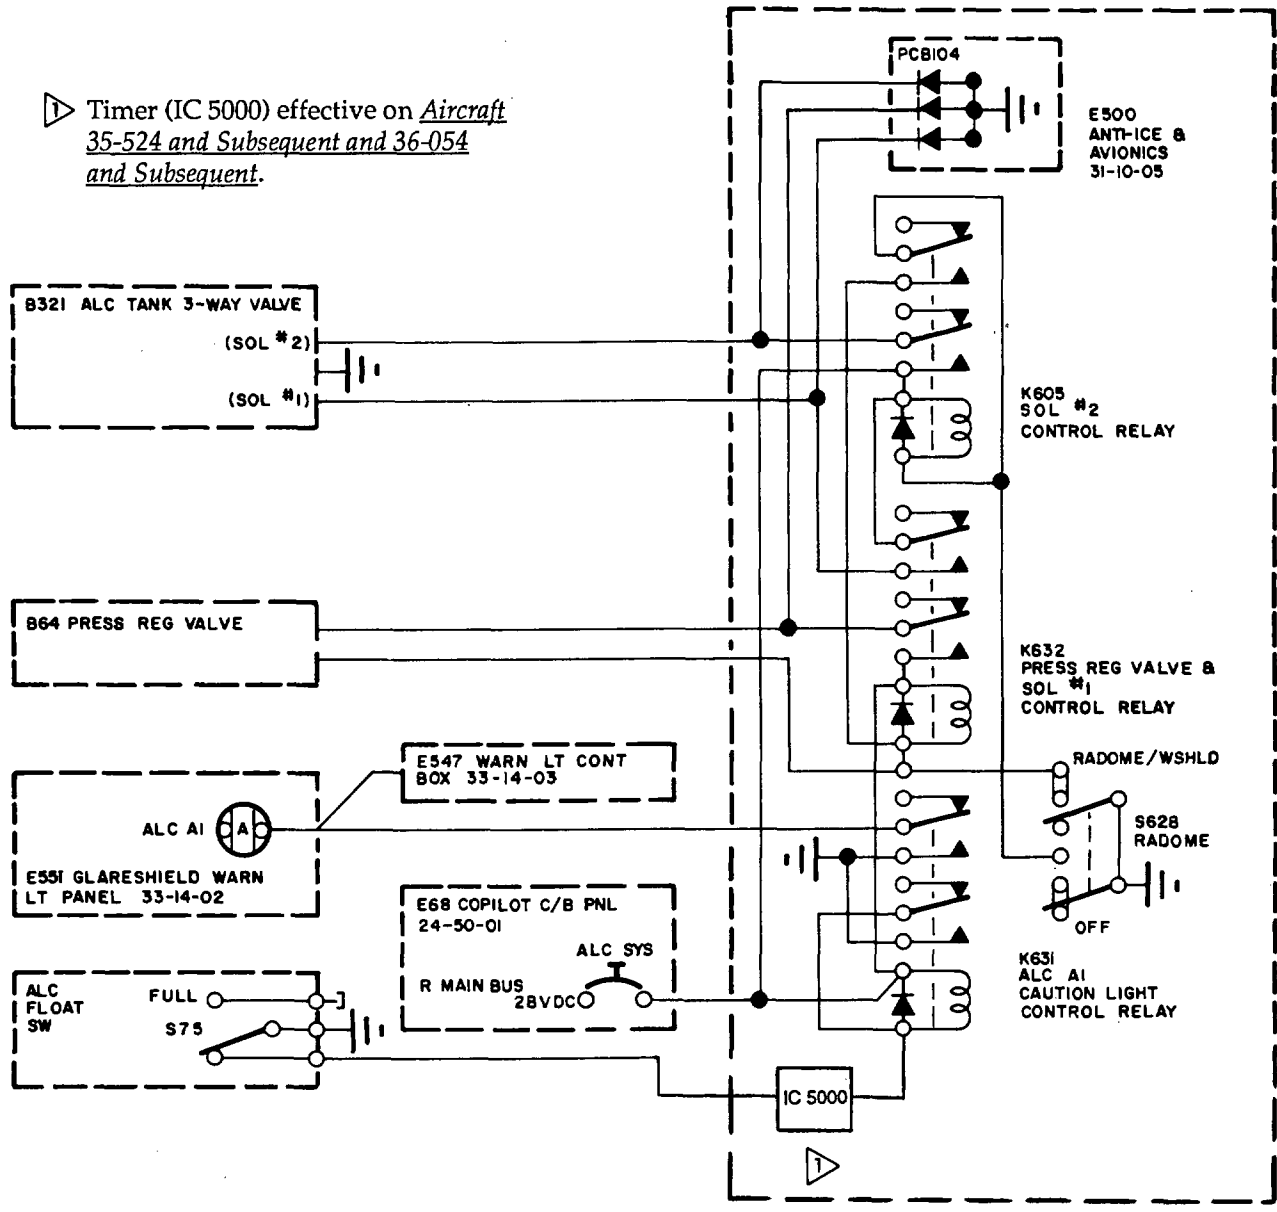 PCB104
1 Timer (IC 5000) effective on Aircraft
35-524 and Subsequent and 36-054
and Subsequent.
E500
ANTI-ICE &
AVIONICS
31-10-05
B321 ALC TANK 3-WAY VALVE
(SOL #2)
(SOL #1)
K605
SOL #2
CONTROL RELAY
B64 PRESS REG VALVE
K632
PRESS REG VALVE &
SOL #1
CONTROL RELAY
E547 WARN LT CONT
BOX 33-14-03
RADOME/WSHLD
ALC AI
A
S628
RADOME
E551 GLARESHIELD WARN
LT PANEL 33-14-02
E68 COPILOT C/B PNL
24-50-01
OFF
ALC SYS
R MAIN BUS
28VDC
K631
ALC AI
CAUTION LIGHT
CONTROL RELAY
ALC
FLOAT
SW
FULL
S75
IC 5000
1